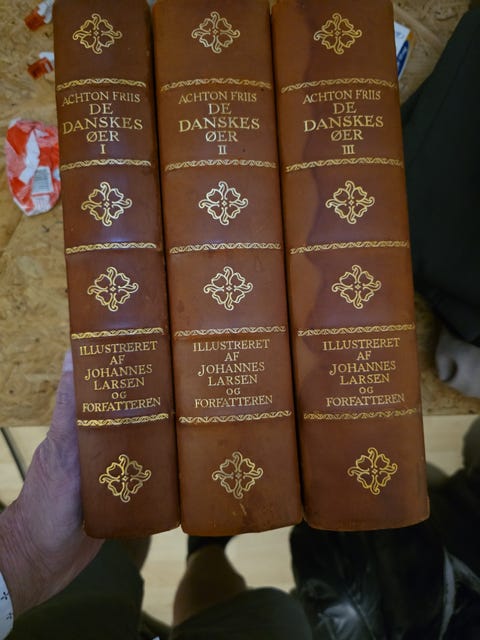 ACHTON FRIIS
DE
DANSKES
ØER
I
ILLUSTRERET
AF
JOHANNES
LARSEN
OG
FORFATTEREN
ACHTON FRIIS
DE
DANSKES
ØER
II
ILLUSTRERET
AF
JOHANNES
LARSEN
OG
FORFATTEREN
ACHTON FRIIS
DE
DANSKES
ØER
III
ILLUSTRERET
AF
JOHANNES
LARSEN
OG
FORFATTEREN